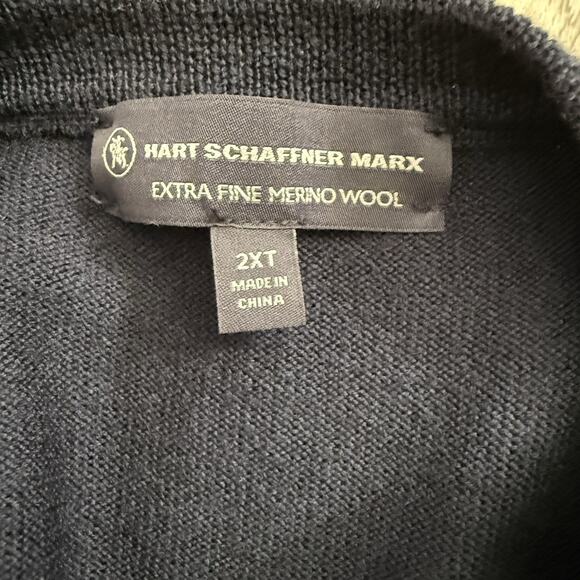 HART SCHAFFNER MARX
EXTRA FINE MERINO WOOL
2XT
MADE IN
CHINA